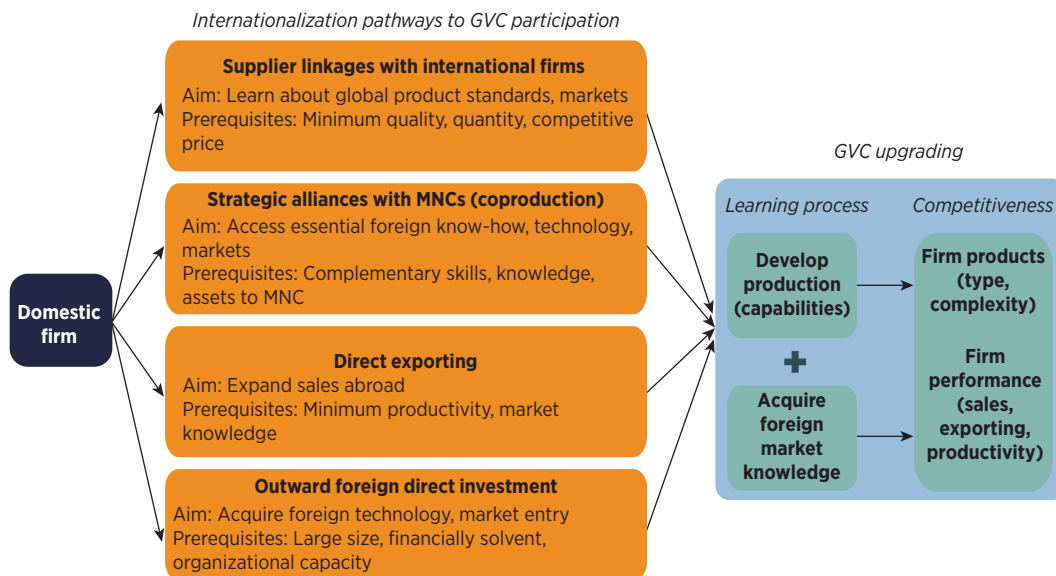 Internationalization pathways to GVC participation
Supplier linkages with international firms
Aim: Learn about global product standards, markets
Prerequisites: Minimum quality, quantity, competitive
price
Strategic alliances with MNCs (coproduction)
Aim: Access essential foreign know-how, technology,
markets
Prerequisites: Complementary skills, knowledge,
assets to MNC
Domestic
firm
Direct exporting
Aim: Expand sales abroad
Prerequisites: Minimum productivity, market
knowledge
Outward foreign direct investment
Aim: Acquire foreign technology, market entry
Prerequisites: Large size, financially solvent,
organizational capacity
GVC upgrading
Learning process
Develop
production
(capabilities)
+
Acquire
foreign
market
knowledge
Competitiveness
Firm products
(type,
complexity)
Firm
performance
(sales,
exporting,
productivity)